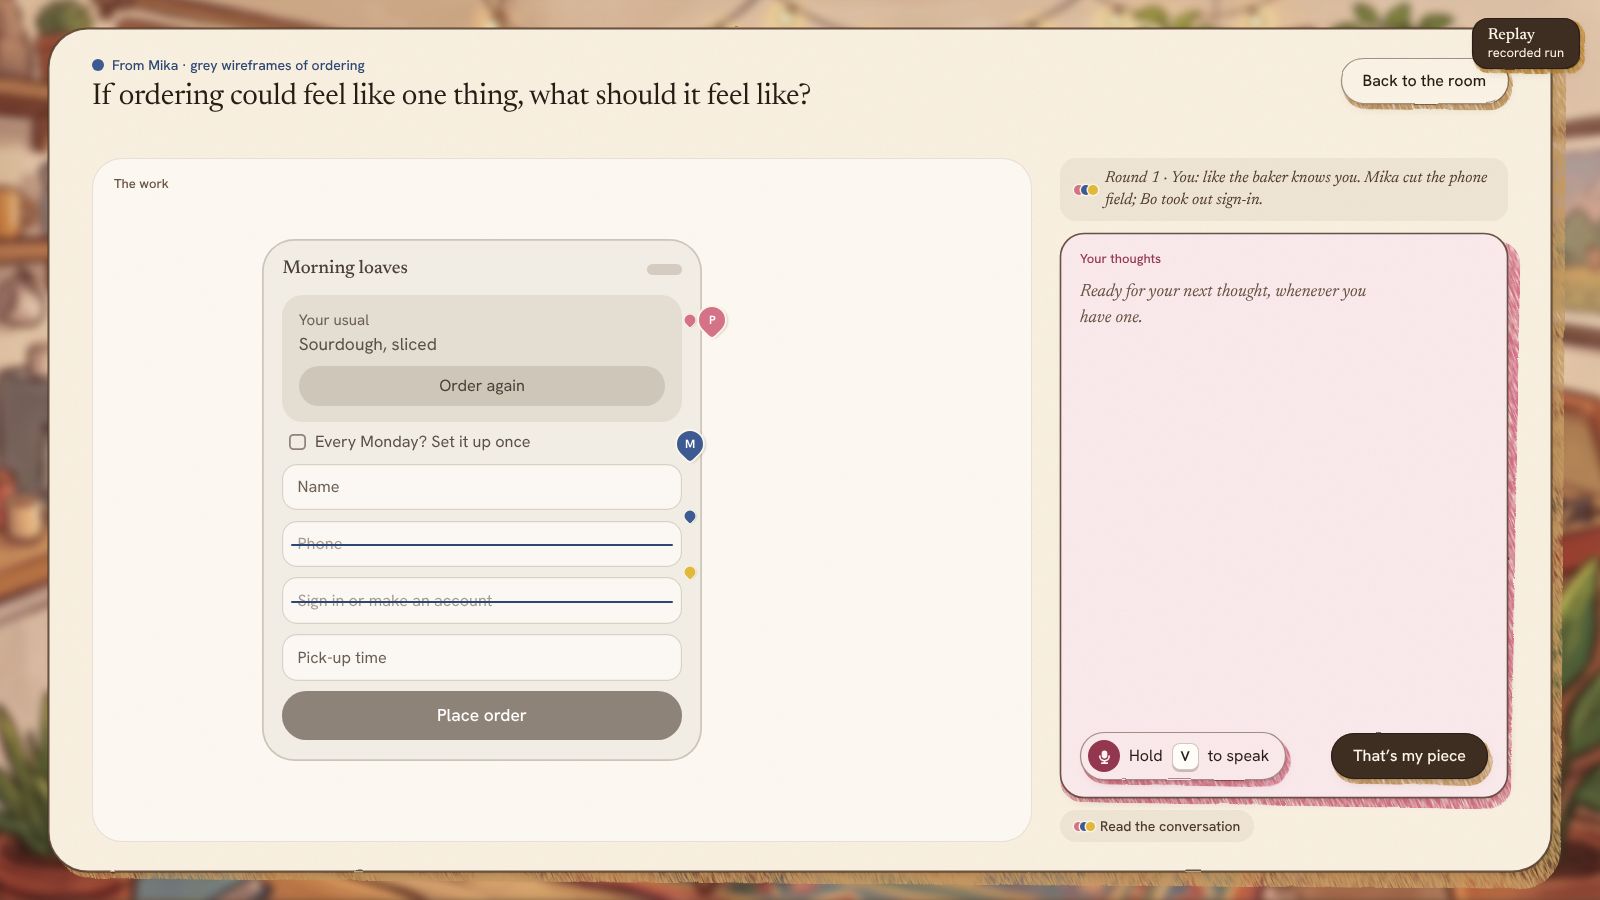 Replay
recorded run
From Mika · grey wireframes of ordering
If ordering could feel like one thing, what should it feel like?
Back to the room
The work
Morning loaves
Your usual
Sourdough, sliced
Order again
P
Every Monday? Set it up once
M
Name
Phone
Sign in or make an account
Pick-up time
Place order
Round 1 · You: like the baker knows you. Mika cut the phone
field; Bo took out sign-in.
Your thoughts
Ready for your next thought, whenever you
have one.
Hold V to speak
That’s my piece
Read the conversation